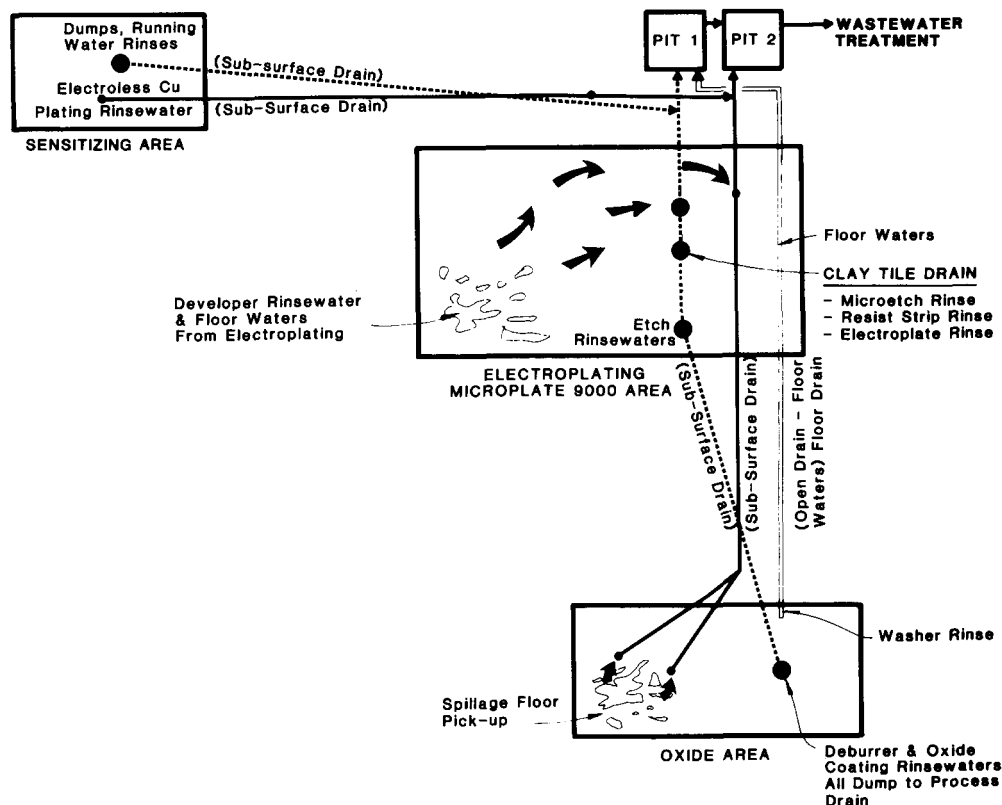 Dumps, Running
Water Rinses
Electroless Cu
Plating Rinsewater
SENSITIZING AREA
(Sub-surface Drain)
(Sub-Surface Drain)
PIT 1
PIT 2
WASTEWATER
TREATMENT
Floor Waters
CLAY TILE DRAIN
- Microetch Rinse
- Resist Strip Rinse
- Electroplate Rinse
Developer Rinsewater
& Floor Waters
From Electroplating
Etch
Rinsewaters
ELECTROPLATING
MICROPLATE 9000 AREA
(Sub-Surface Drain)
(Sub-Surface Drain)
(Open Drain - Floor
Waters) Floor Drain
Washer Rinse
Spillage Floor
Pick-up
OXIDE AREA
Deburrer & Oxide
Coating Rinsewaters
All Dump to Process
Drain